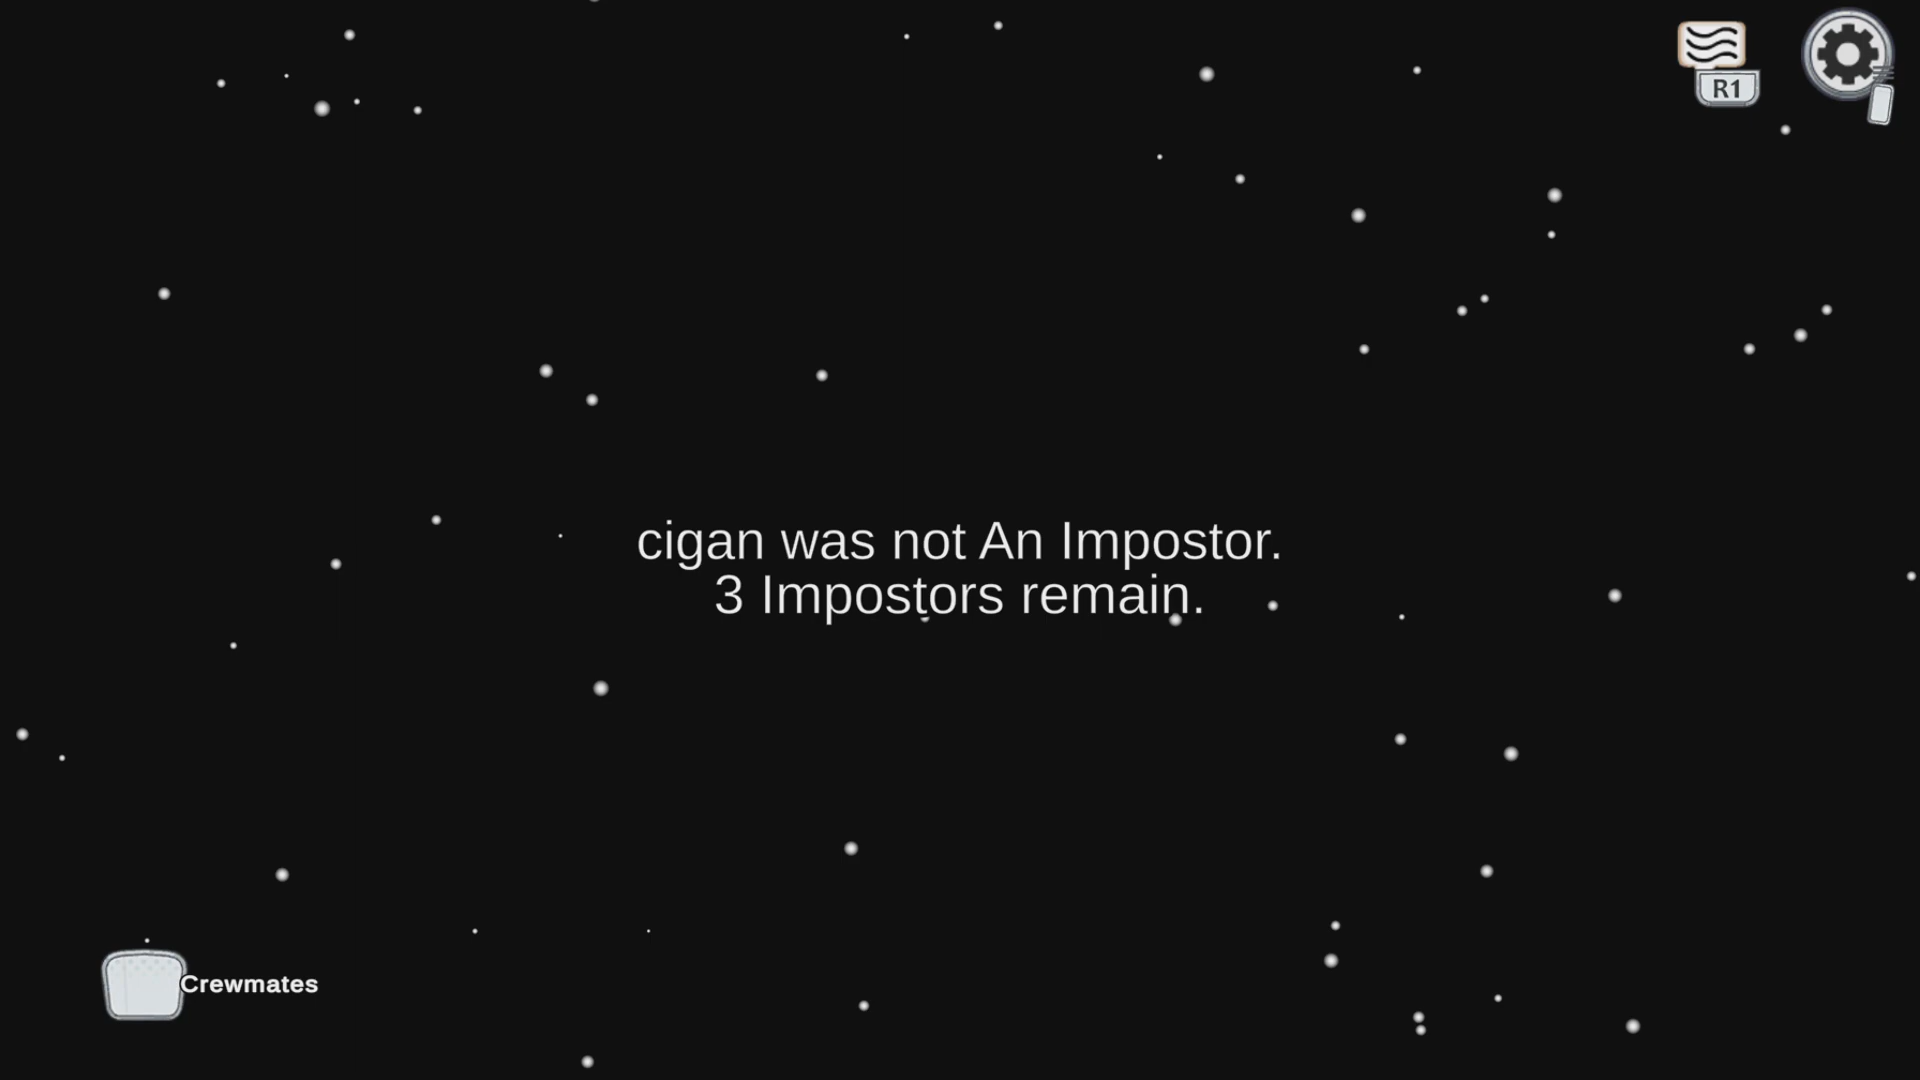 R1
cigan was not An Impostor.
3 Impostors remain.
Crewmates